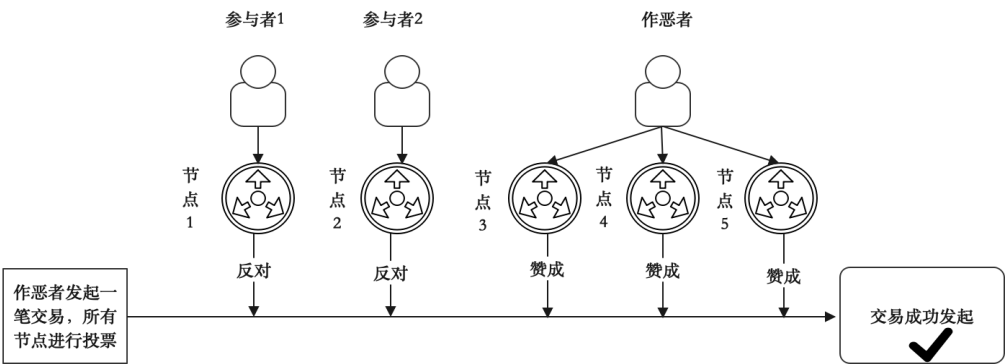 参与者1
参与者2
作恶者
节点1
节点2
节点3
节点4
节点5
反对
反对
赞成
赞成
赞成
作恶者发起一
笔交易，所有
节点进行投票
交易成功发起